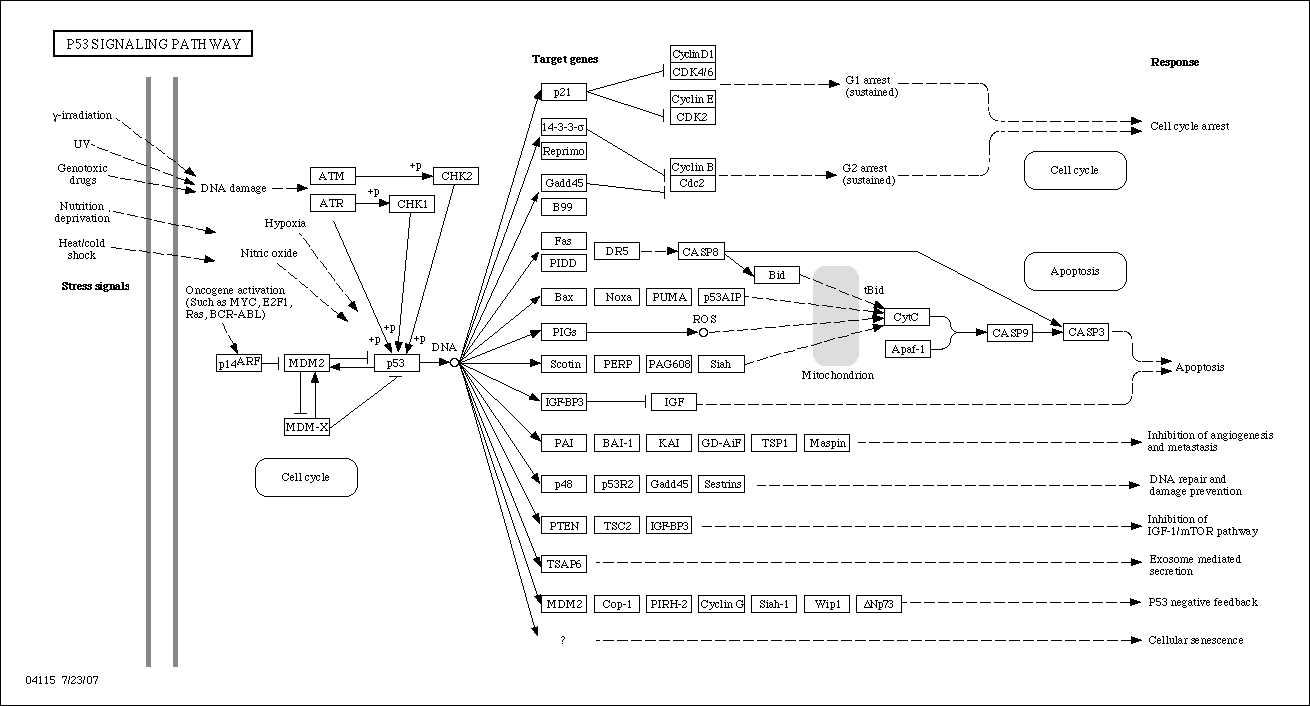 P53 SIGNALING PATHWAY
Target genes
Response
γ-irradiation
UV
Genotoxic
drugs
Nutrition
deprivation
Heat/cold
shock
Stress signals
DNA damage
ATM
+p
CHK2
ATR
+p
CHK1
Hypoxia
Nitric oxide
Oncogene activation
(Such as MYC, E2F1,
Ras, BCR-ABL)
+p
+p
+p
p14ARF
MDM2
p53
DNA
MDM-X
Cell cycle
p21
CyclinD1
CDK4/6
Cyclin E
CDK2
G1 arrest
(sustained)
14-3-3-σ
Reprimo
Cyclin B
Cdc2
G2 arrest
(sustained)
Cell cycle arrest
Cell cycle
Gadd45
B99
Fas
PIDD
DR5
CASP8
Bid
tBid
Apoptosis
Bax
Noxa
PUMA
p53AIP
PIGs
ROS
CytC
CASP9
CASP3
Apaf-1
Mitochondrion
Scotin
PERP
PAG608
Siah
Apoptosis
IGF-BP3
IGF
PAI
BAI-1
KAI
GD-AiF
TSP1
Maspin
Inhibition of angiogenesis
and metastasis
p48
p53R2
Gadd45
Sestrins
DNA repair and
damage prevention
PTEN
TSC2
IGF-BP3
Inhibition of
IGF-1/mTOR pathway
TSAP6
Exosome mediated
secretion
MDM2
Cop-1
PIRH-2
Cyclin G
Siah-1
Wip1
ΔNp73
P53 negative feedback
?
Cellular senescence
04115 7/23/07